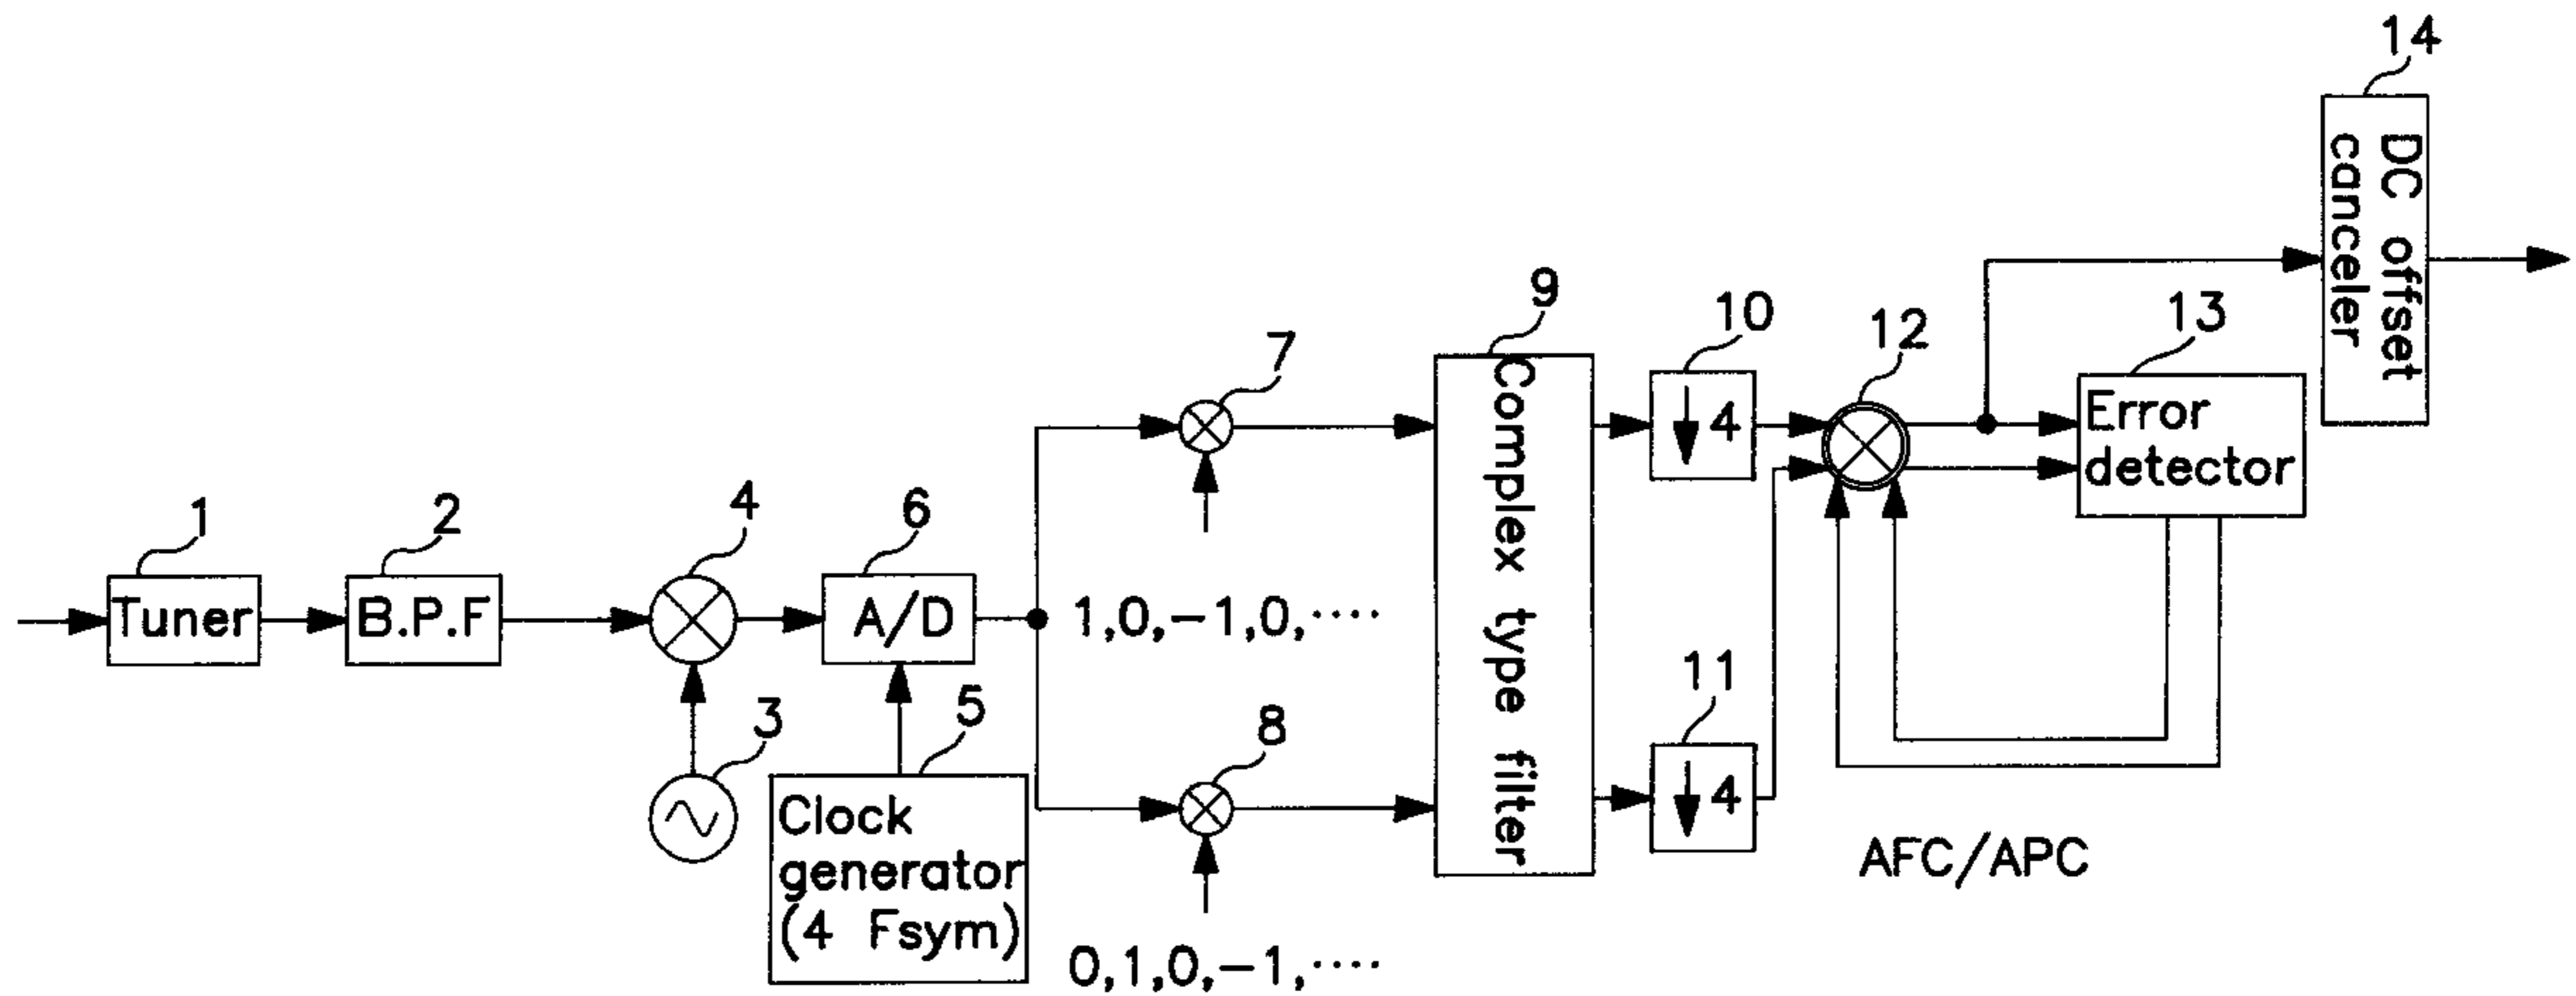 14
DC offset
canceler
9
10
12
13
7
Error
detector
↓4
Complex type filter
1
2
4
6
Tuner
B.P.F
A/D
1,0,-1,0,····
11
3
5
8
↓4
Clock
generator
(4 Fsym)
AFC/APC
0,1,0,-1,····